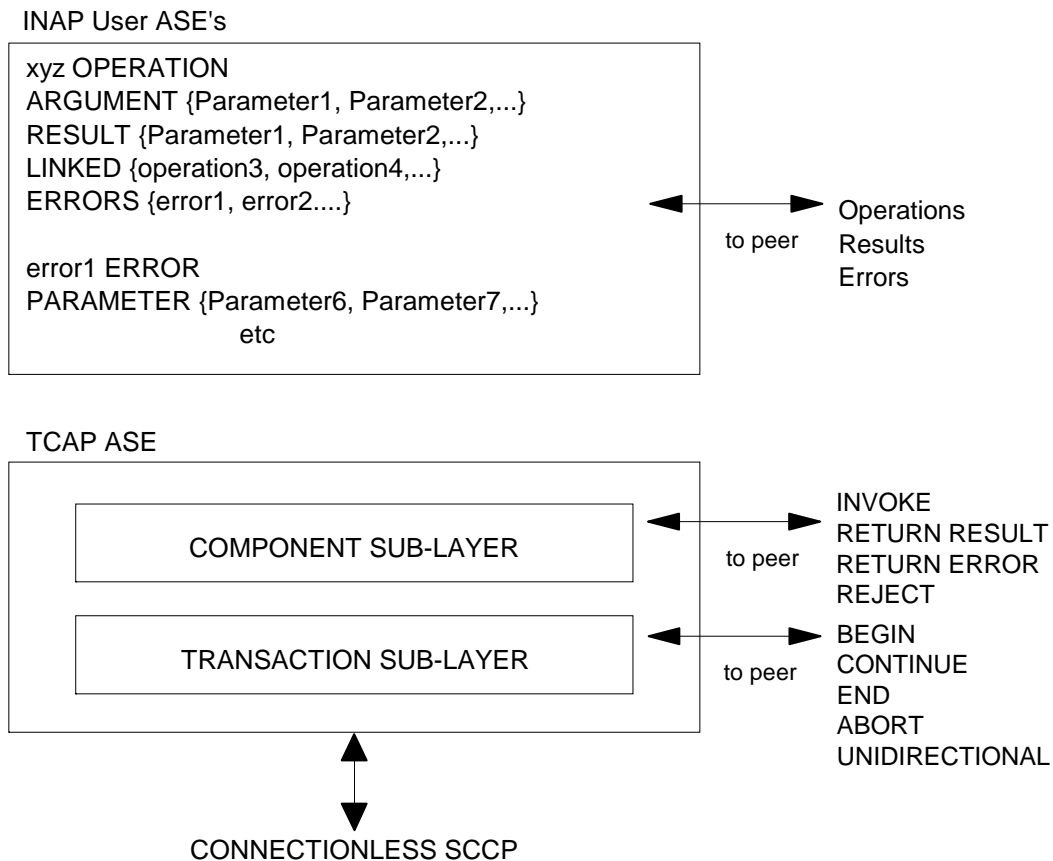 INAP User ASE's
xyz OPERATION
ARGUMENT {Parameter1, Parameter2,...}
RESULT {Parameter1, Parameter2,...}
LINKED {operation3, operation4,...}
ERRORS {error1, error2....}
error1 ERROR
PARAMETER {Parameter6, Parameter7,...}
etc
to peer
Operations
Results
Errors
TCAP ASE
COMPONENT SUB-LAYER
to peer
INVOKE
RETURN RESULT
RETURN ERROR
REJECT
TRANSACTION SUB-LAYER
to peer
BEGIN
CONTINUE
END
ABORT
UNIDIRECTIONAL
CONNECTIONLESS SCCP